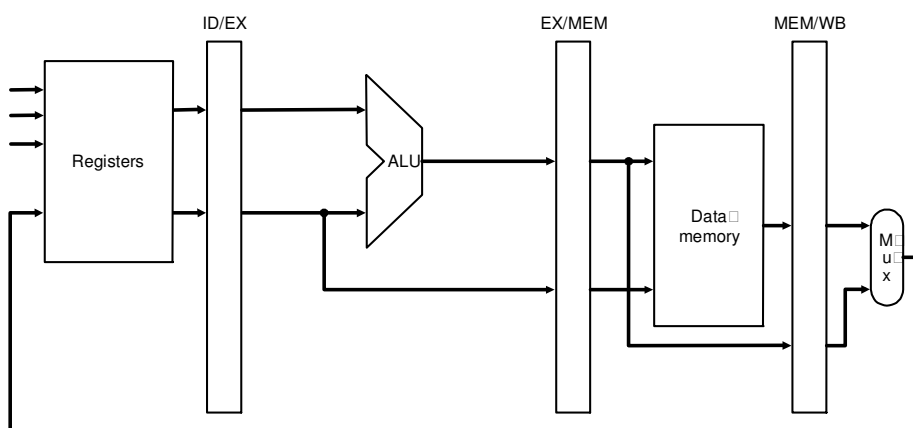 ID/EX
EX/MEM
MEM/WB
Registers
ALU
Data□
memory
M□
u□
x